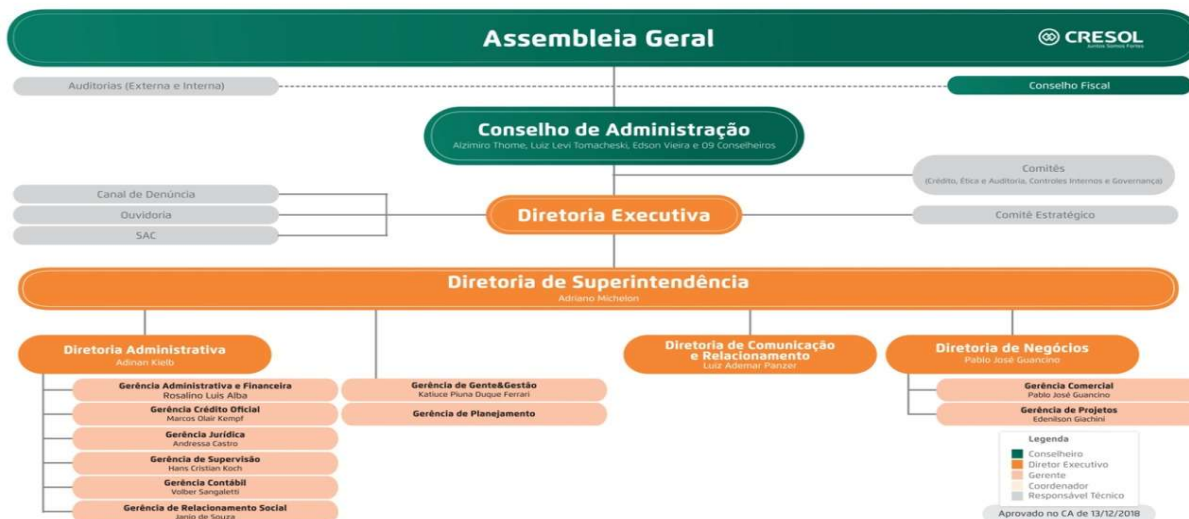 Assembleia Geral
CRESOL
Juntos Somos Fortes
Auditorias (Externa e Interna)
Conselho Fiscal
Conselho de Administração
Alzimiro Thome, Luiz Levi Tomacheski, Edson Vieira e 09 Conselheiros
Comitês
(Crédito, Ética e Auditoria, Controles Internos e Governança)
Canal de Denúncia
Ouvidoria
SAC
Diretoria Executiva
Comitê Estratégico
Diretoria de Superintendência
Adriano Michelon
Diretoria Administrativa
Adinan Kielb
Gerência Administrativa e Financeira
Rosalino Luis Alba
Gerência Crédito Oficial
Marcos Olair Kempf
Gerência Jurídica
Andressa Castro
Gerência de Supervisão
Hans Cristian Koch
Gerência Contábil
Volber Sangaletti
Gerência de Relacionamento Social
Janio de Souza
Gerência de Gente&Gestão
Katiuce Piuna Duque Ferrari
Gerência de Planejamento
Diretoria de Comunicação
e Relacionamento
Luiz Ademar Panzer
Diretoria de Negócios
Pablo José Guancino
Gerência Comercial
Pablo José Guancino
Gerência de Projetos
Edenilson Giachini
Legenda
Conselheiro
Diretor Executivo
Gerente
Coordenador
Responsável Técnico
Aprovado no CA de 13/12/2018